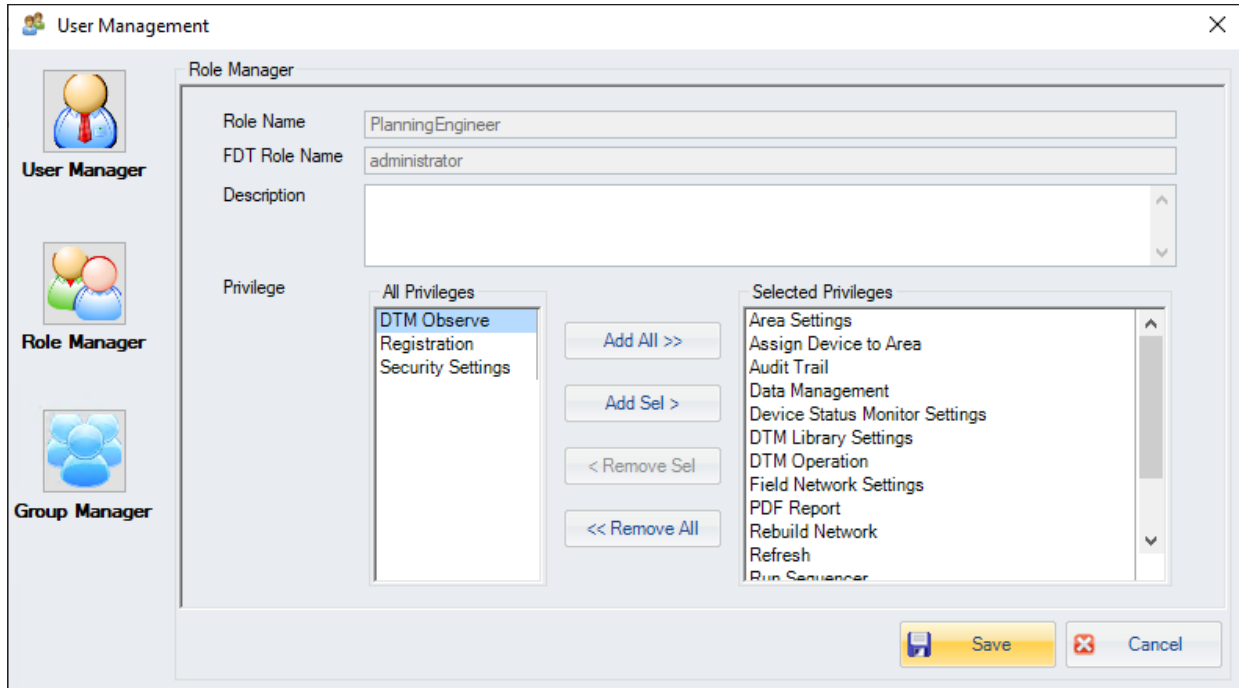 User Management
Role Manager
User Manager
Role Name
PlanningEngineer
FDT Role Name
administrator
Description
Role Manager
Privilege
All Privileges
DTM Observe
Registration
Security Settings
Add All >>
Add Sel >
< Remove Sel
<< Remove All
Selected Privileges
Area Settings
Assign Device to Area
Audit Trail
Data Management
Device Status Monitor Settings
DTM Library Settings
DTM Operation
Field Network Settings
PDF Report
Rebuild Network
Refresh
Run Sequencer
Group Manager
Save
Cancel